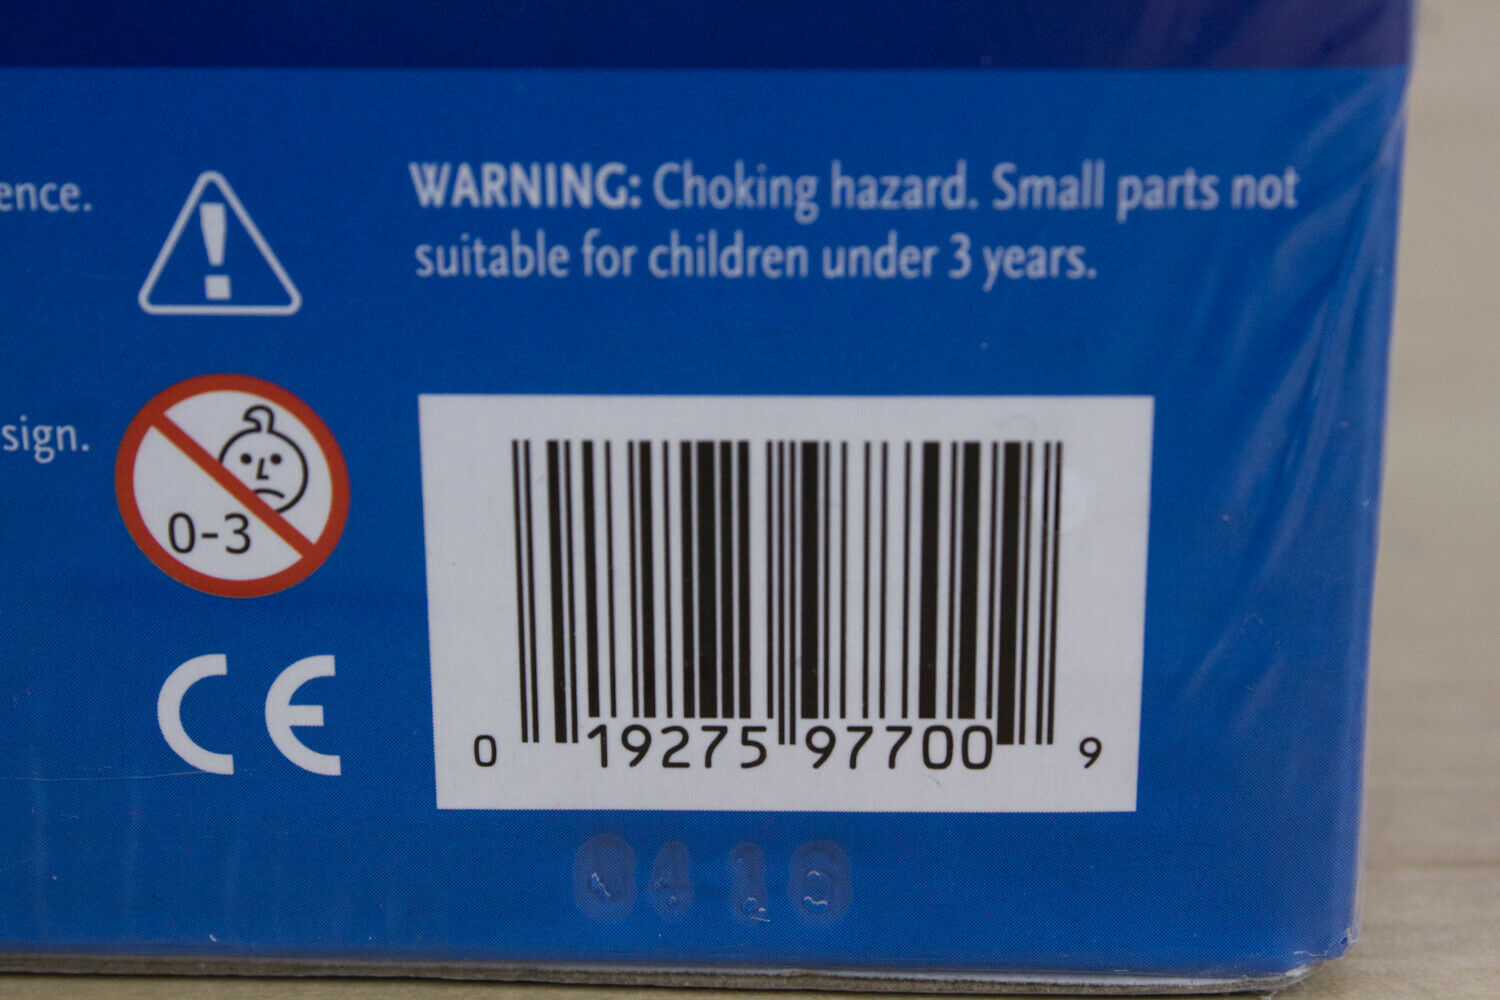 ence.
WARNING: Choking hazard. Small parts not
suitable for children under 3 years.
sign.
0-3
CE
0 19275 97700 9